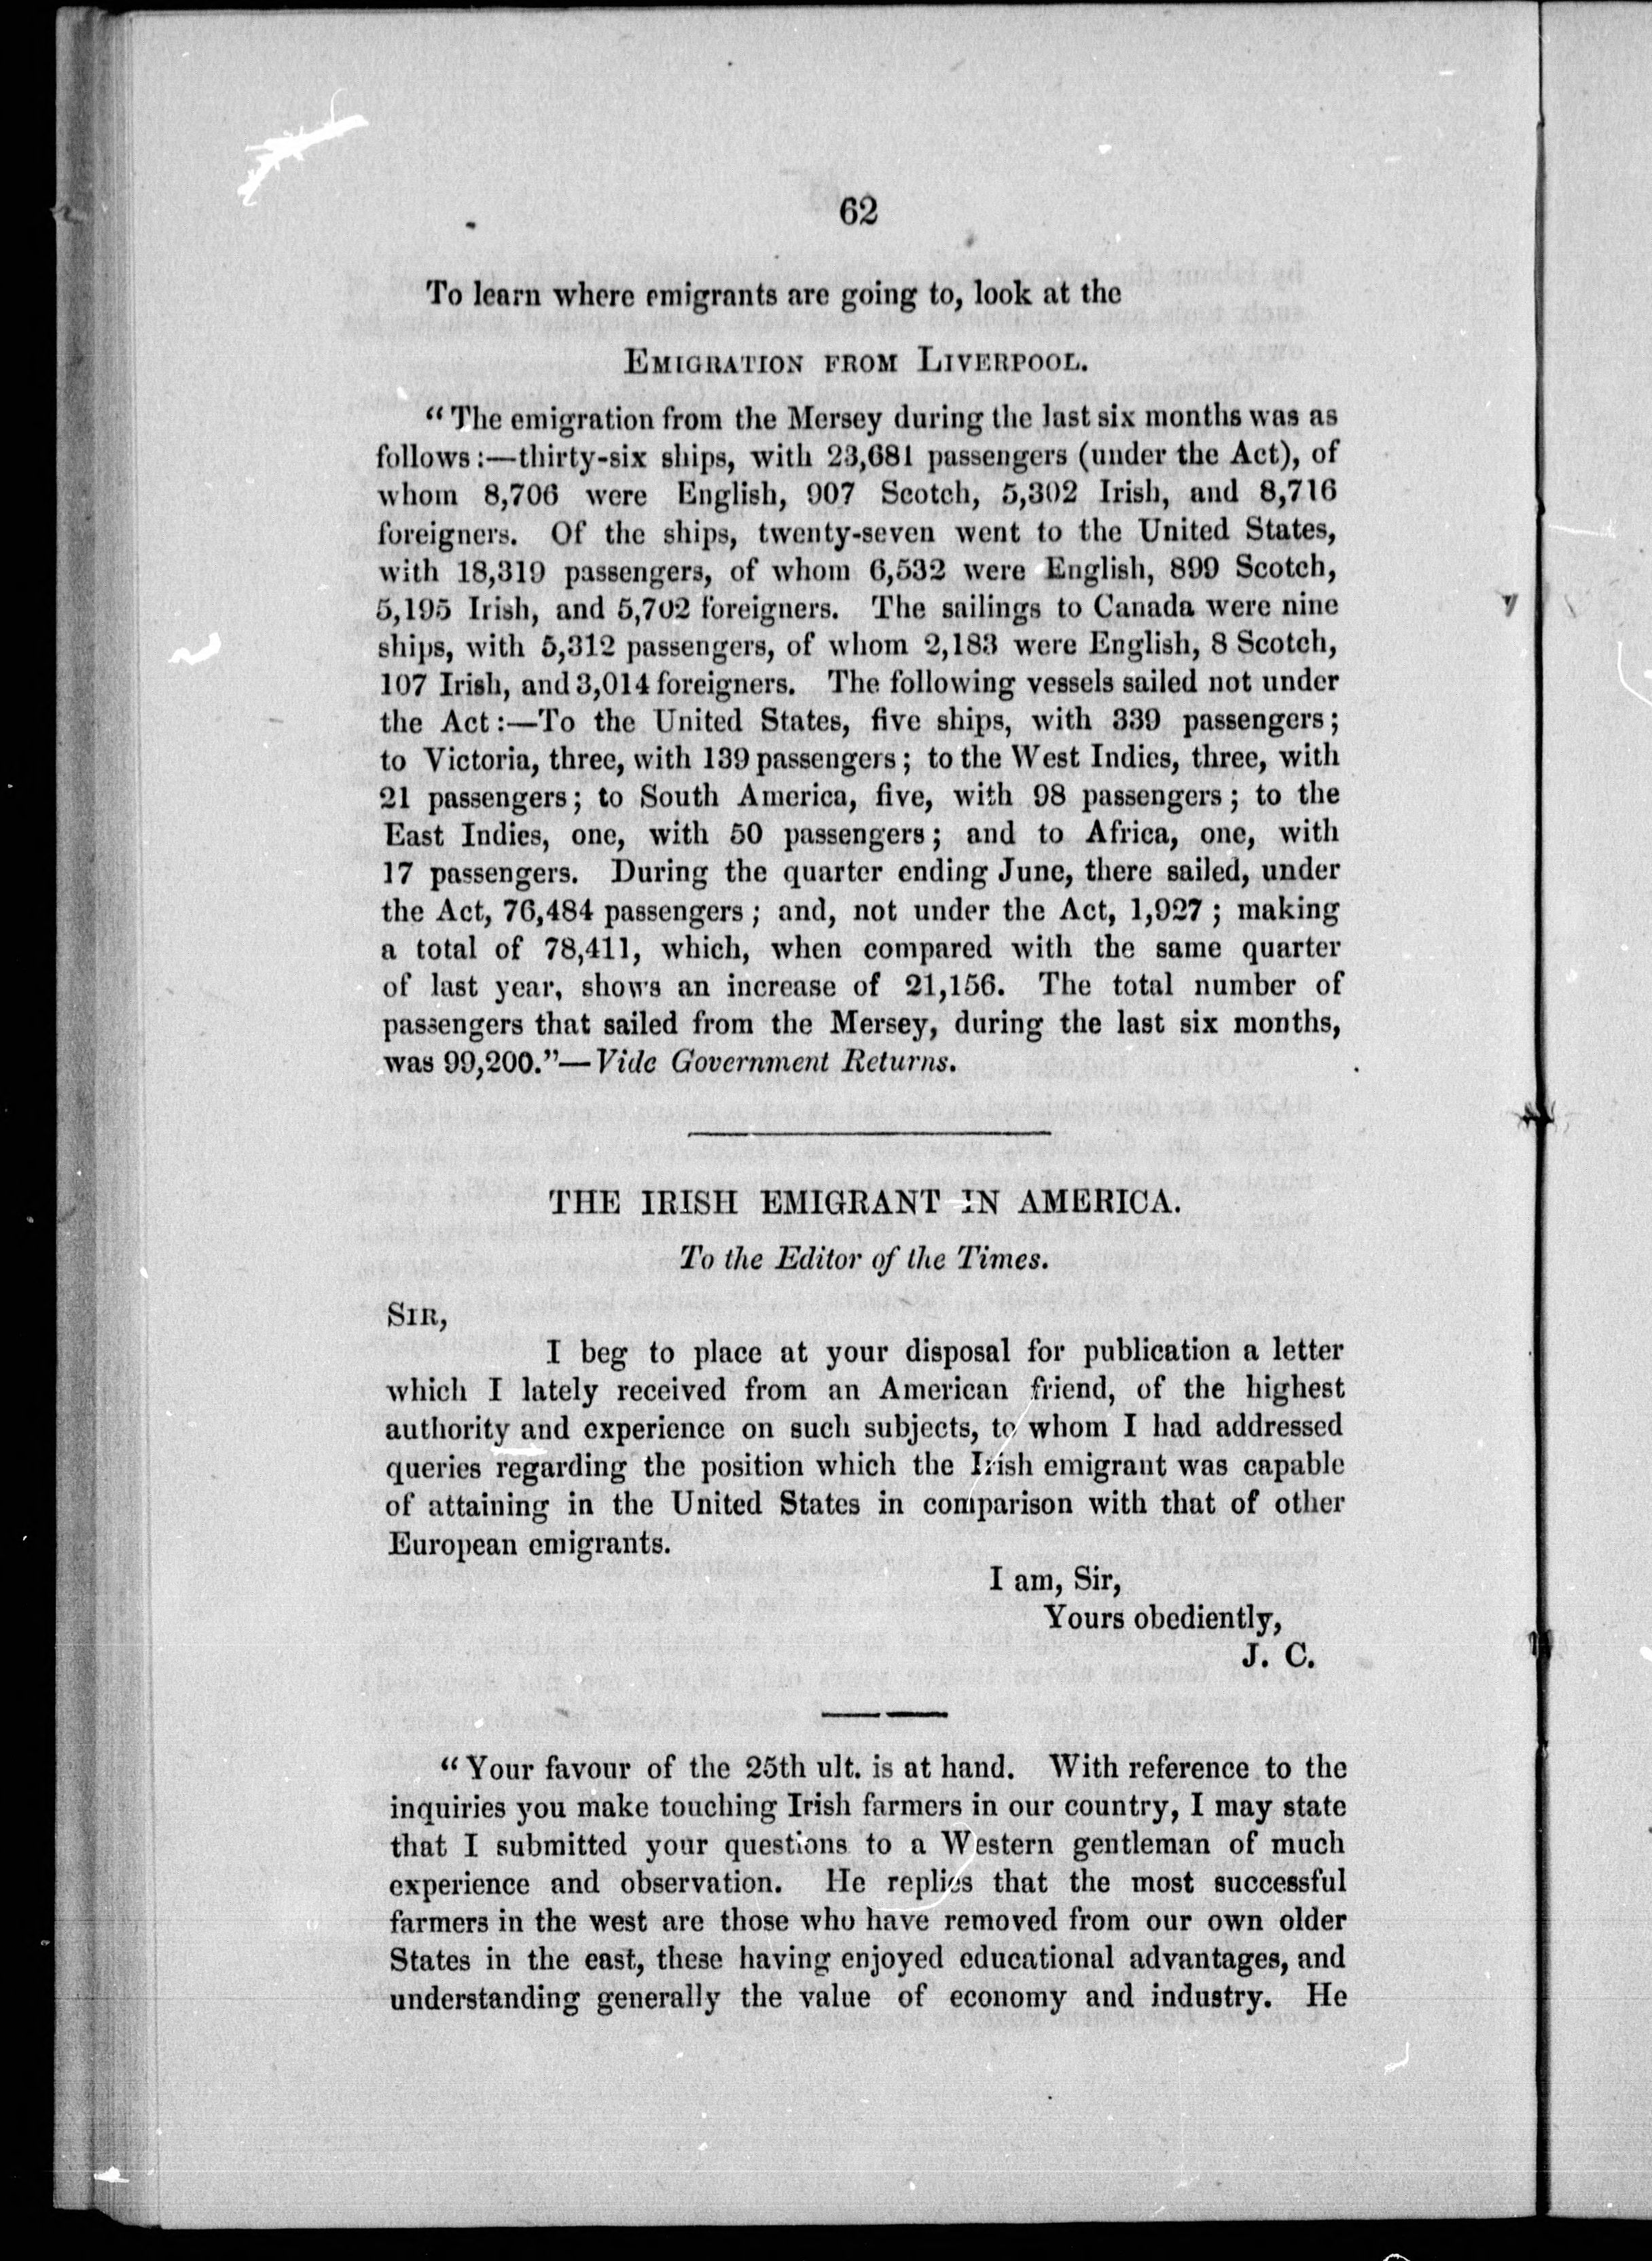 62
To learn where emigrants are going to, look at the
EMIGRATION FROM LIVERPOOL.
“The emigration from the Mersey during the last six months was as
follows:—thirty-six ships, with 23,681 passengers (under the Act), of
whom 8,706 were English, 907 Scotch, 5,302 Irish, and 8,716
foreigners. Of the ships, twenty-seven went to the United States,
with 18,319 passengers, of whom 6,532 were English, 899 Scotch,
5,195 Irish, and 5,702 foreigners. The sailings to Canada were nine
ships, with 5,312 passengers, of whom 2,183 were English, 8 Scotch,
107 Irish, and 3,014 foreigners. The following vessels sailed not under
the Act:—To the United States, five ships, with 339 passengers;
to Victoria, three, with 139 passengers; to the West Indies, three, with
21 passengers; to South America, five, with 98 passengers; to the
East Indies, one, with 50 passengers; and to Africa, one, with
17 passengers. During the quarter ending June, there sailed, under
the Act, 76,484 passengers; and, not under the Act, 1,927; making
a total of 78,411, which, when compared with the same quarter
of last year, shows an increase of 21,156. The total number of
passengers that sailed from the Mersey, during the last six months,
was 99,200.”—Vide Government Returns.
THE IRISH EMIGRANT IN AMERICA.
To the Editor of the Times.
SIR,
I beg to place at your disposal for publication a letter
which I lately received from an American friend, of the highest
authority and experience on such subjects, to whom I had addressed
queries regarding the position which the Irish emigrant was capable
of attaining in the United States in comparison with that of other
European emigrants.
I am, Sir,
Yours obediently,
J. C.
“Your favour of the 25th ult. is at hand. With reference to the
inquiries you make touching Irish farmers in our country, I may state
that I submitted your questions to a Western gentleman of much
experience and observation. He replies that the most successful
farmers in the west are those who have removed from our own older
States in the east, these having enjoyed educational advantages, and
understanding generally the value of economy and industry. He